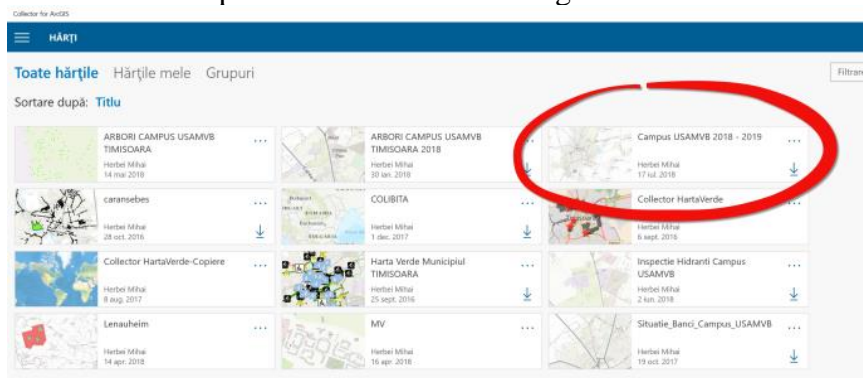 Collector for ArcGIS
HĂRȚI
Toate hărțile Hărțile mele Grupuri
Filtrare
Sortare după: Titlu
ARBORI CAMPUS USAMVB
TIMISOARA
Herbei Mihai
14 mai 2018
ARBORI CAMPUS USAMVB
TIMISOARA 2018
Herbei Mihai
30 ian. 2018
Campus USAMVB 2018 - 2019
Herbei Mihai
17 iul. 2018
caransebes
Herbei Mihai
28 oct. 2016
COLIBITA
Herbei Mihai
1 dec. 2017
Collector HartaVerde
Herbei Mihai
6 sept. 2016
Collector HartaVerde-Copiere
Herbei Mihai
8 aug. 2017
Harta Verde Municipiul
TIMISOARA
Herbei Mihai
25 sept. 2016
Inspectie Hidranti Campus
USAMVB
Herbei Mihai
2 iun. 2018
Lenauheim
Herbei Mihai
14 apr. 2018
MV
Herbei Mihai
16 apr. 2018
Situatie_Banci_Campus_USAMVB
Herbei Mihai
19 oct. 2017